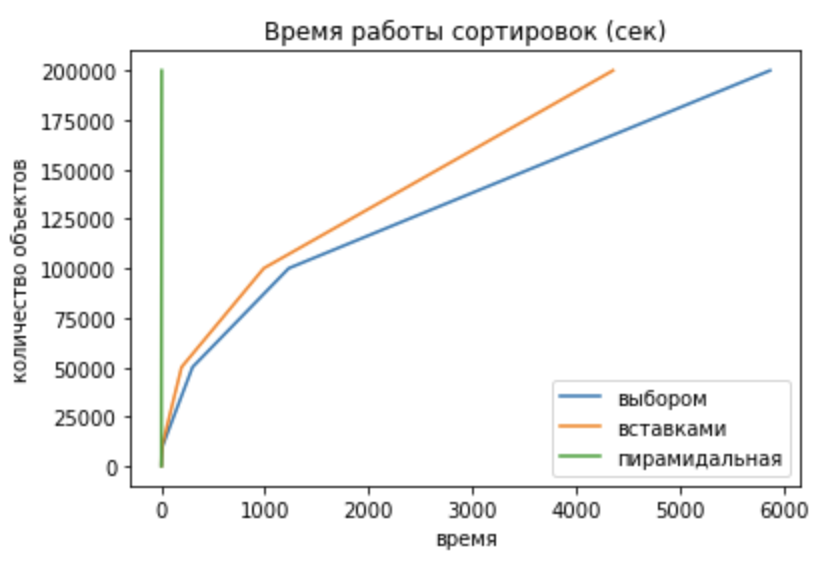 Время работы сортировок (сек)
количество объектов
200000
175000
150000
125000
100000
75000
50000
25000
0
выбором
вставками
пирамидальная
0 1000 2000 3000 4000 5000 6000
время